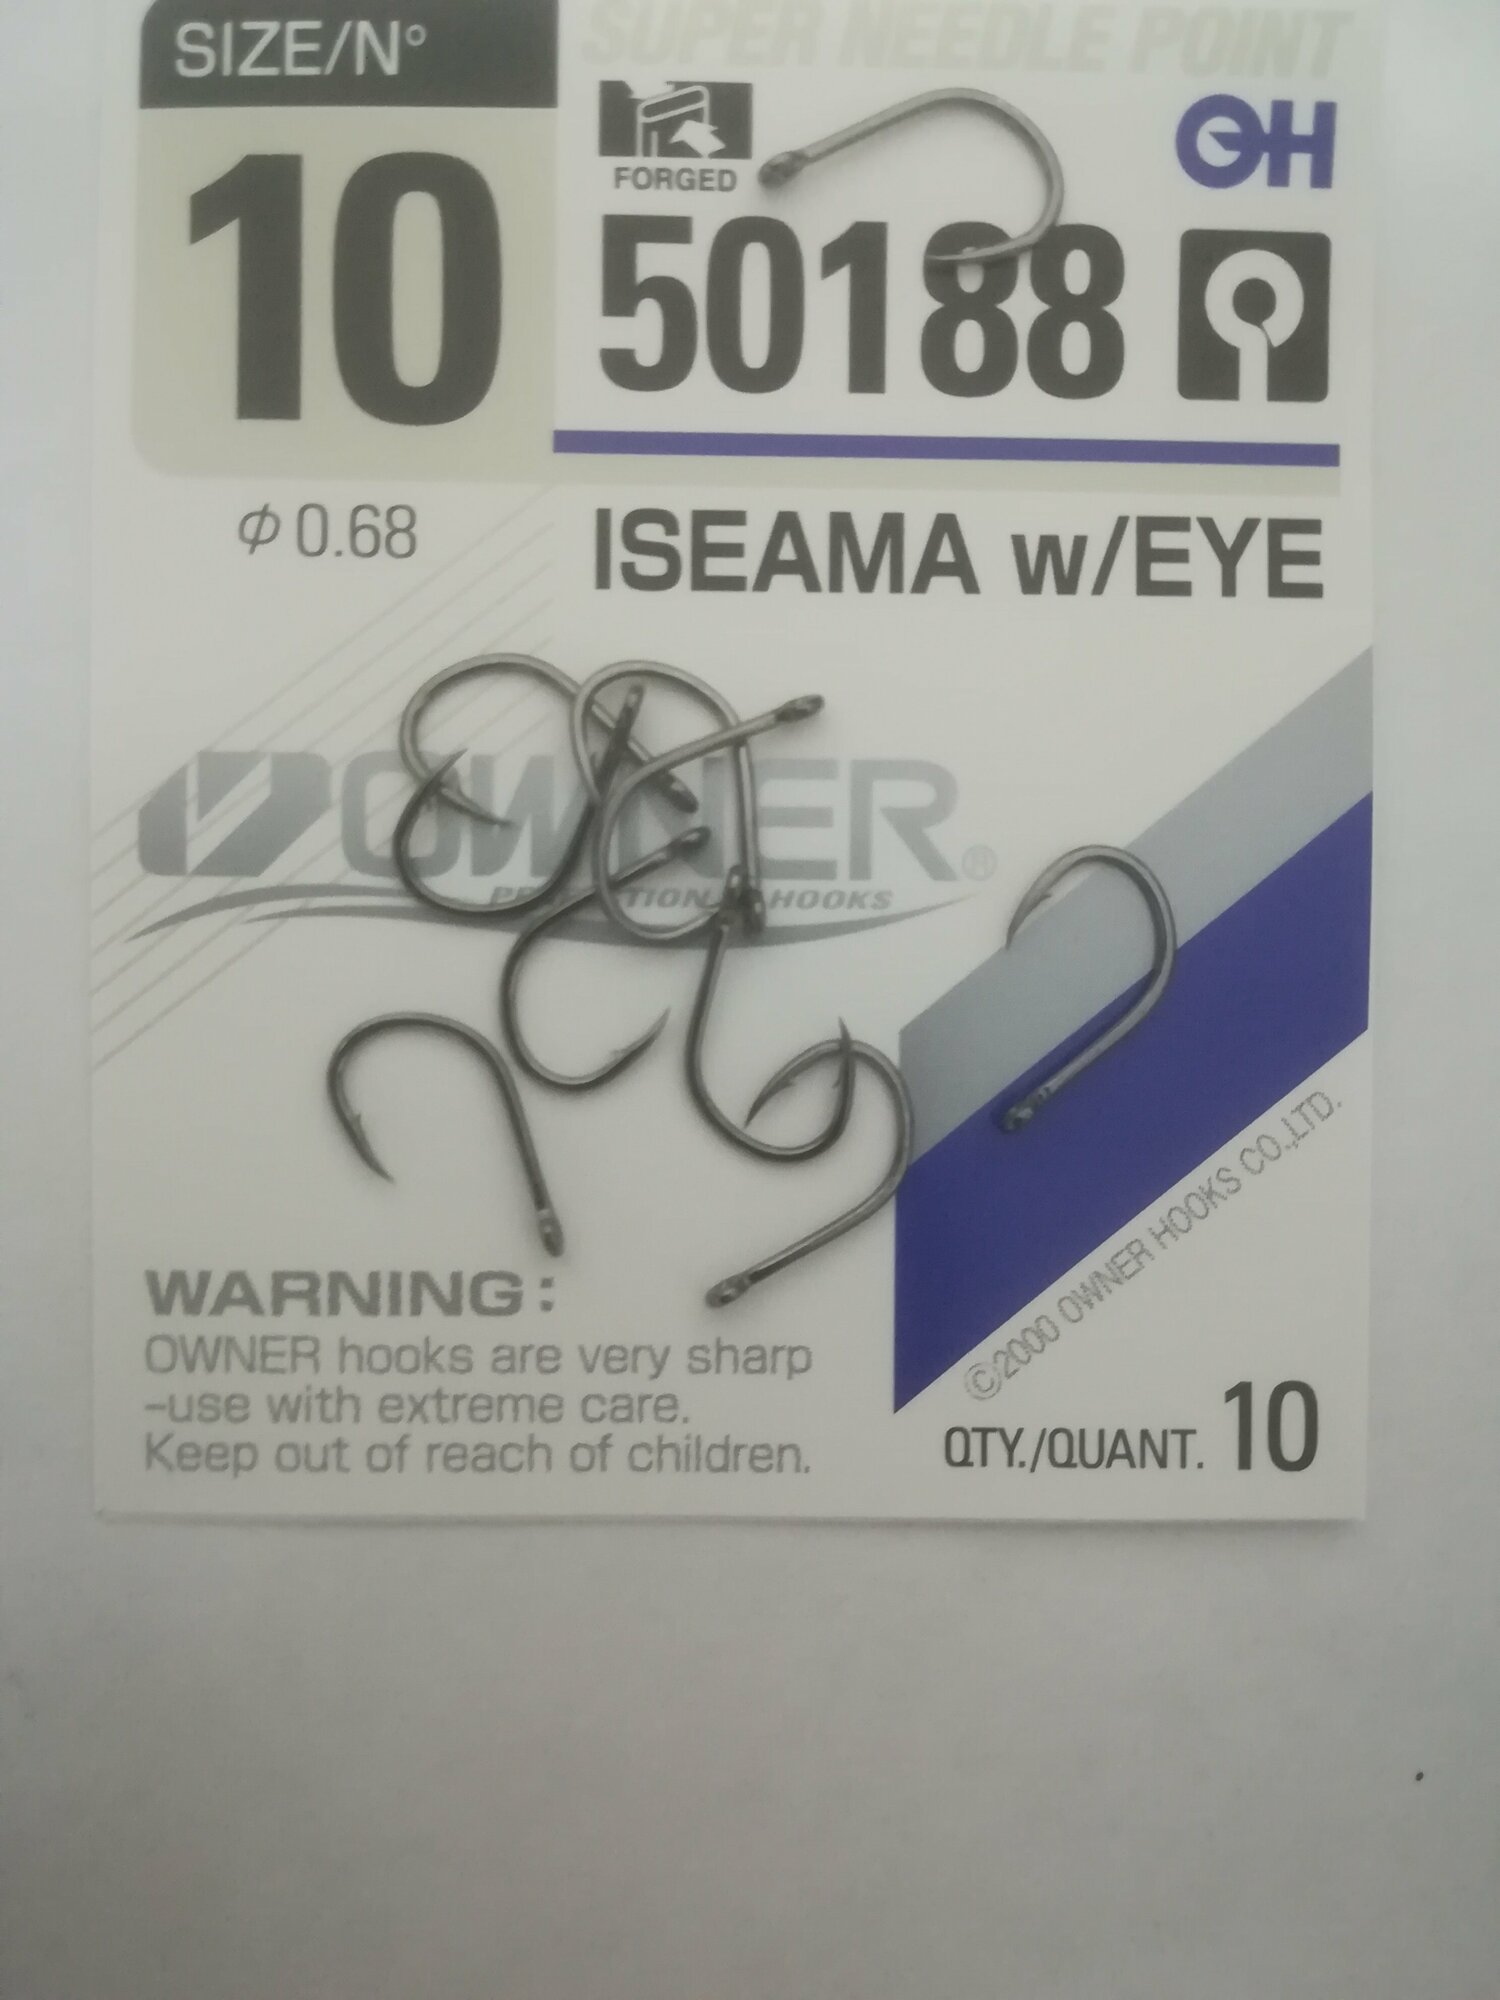 SIZE/N°
SUPER NEEDLE POINT
10
FORGED
50188
φ 0.68
ISEAMA w/EYE
OWNER®
HOOKS
WARNING:
OWNER hooks are very sharp
-use with extreme care.
Keep out of reach of children.
©2000 OWNER HOOKS CO.,LTD.
QTY./QUANT. 10